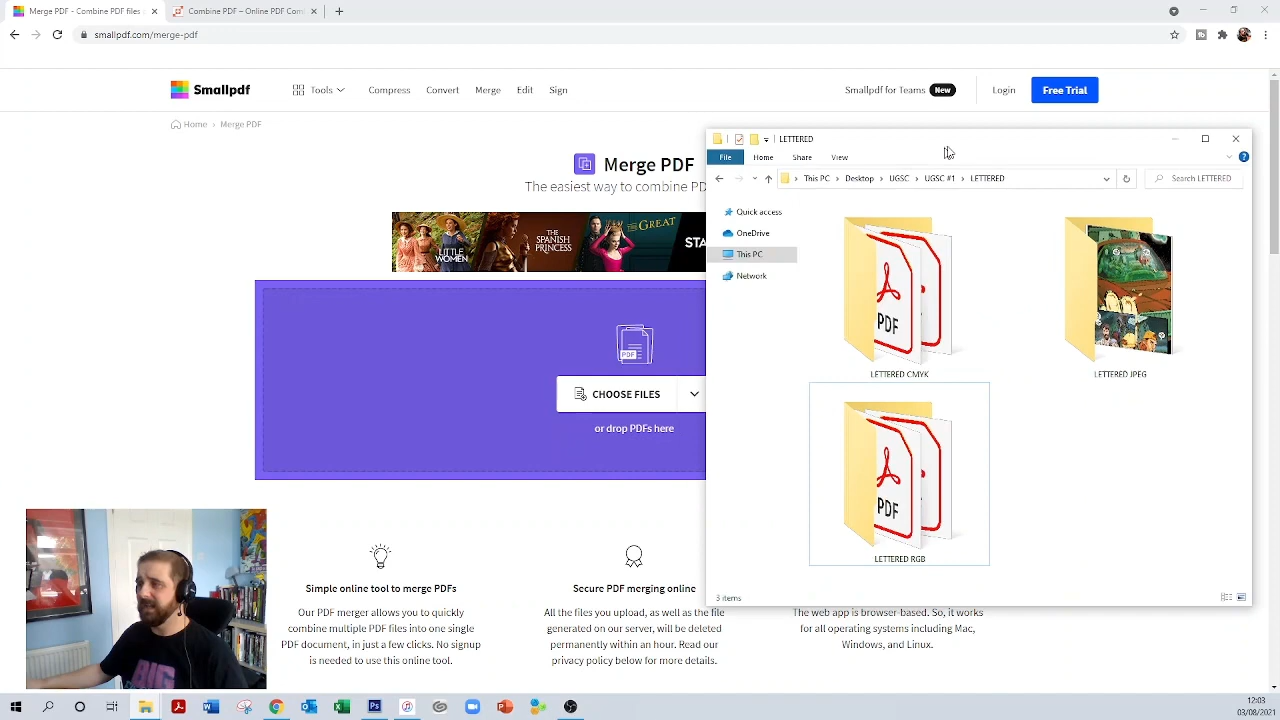 Merge PDF - Combine PDF files
Combine PDF – Online PDF Com
smallpdf.com/merge-pdf
Smallpdf
Tools
Compress
Convert
Merge
Edit
Sign
Smallpdf for Teams
New
Login
Free Trial
Home › Merge PDF
Merge PDF
The easiest way to combine PD
LITTLE WOMEN
THE SPANISH PRINCESS
THE GREAT
STA
PDF
CHOOSE FILES
or drop PDFs here
LETTERED
File
Home
Share
View
This PC › Desktop › UGSC › UGSC #1 › LETTERED
Search LETTERED
Quick access
OneDrive
This PC
Network
PDF
LETTERED CMYK
LETTERED JPEG
PDF
LETTERED RGB
3 items
Simple online tool to merge PDFs
Our PDF merger allows you to quickly
combine multiple PDF files into one single
PDF document, in just a few clicks. No signup
is needed to use this online tool.
Secure PDF merging online
All the files you upload, as well as the file
generated on our server, will be deleted
permanently within an hour. Read our
privacy policy below for more details.
The web app is browser-based. So, it works
for all operating systems including Mac,
Windows, and Linux.
12:03
03/08/2021